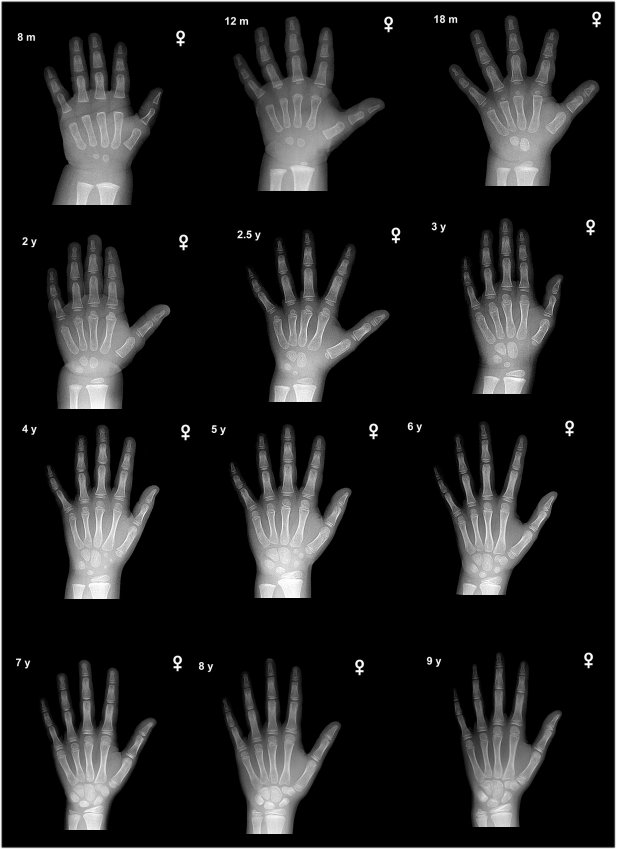 8 m ♀
12 m ♀
18 m ♀
2 y ♀
2.5 y ♀
3 y ♀
4 y ♀
5 y ♀
6 y ♀
7 y ♀
8 y ♀
9 y ♀